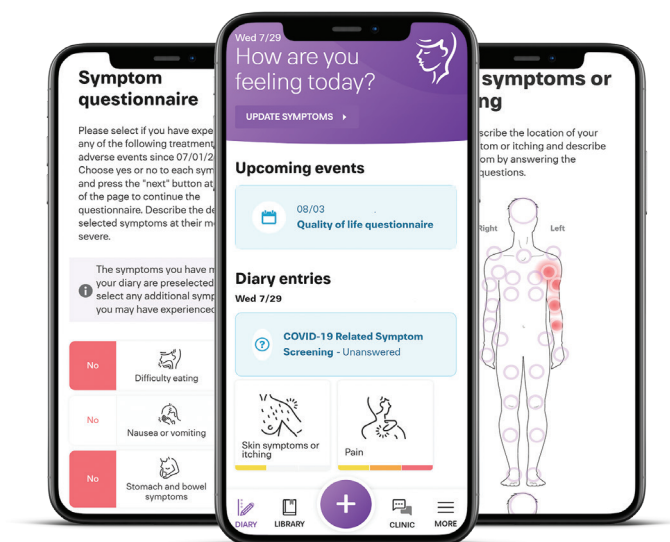 Symptom
questionnaire
Please select if you have expe
any of the following treatment
adverse events since 07/01/2
Choose yes or no to each sym
and press the "next" button at
of the page to continue the
questionnaire. Describe the de
selected symptoms at their m
severe.
The symptoms you have m
your diary are preselected
select any additional symp
you may have experienced
No
Difficulty eating
No
Nausea or vomiting
No
Stomach and bowel
symptoms
Wed 7/29
How are you
feeling today?
UPDATE SYMPTOMS
Upcoming events
08/03
Quality of life questionnaire
Diary entries
Wed 7/29
COVID-19 Related Symptom
Screening - Unanswered
Skin symptoms or
itching
Pain
DIARY
LIBRARY
CLINIC
MORE
symptoms or
ng
scribe the location of your
tom or itching and describe
om by answering the
questions.
Right
Left